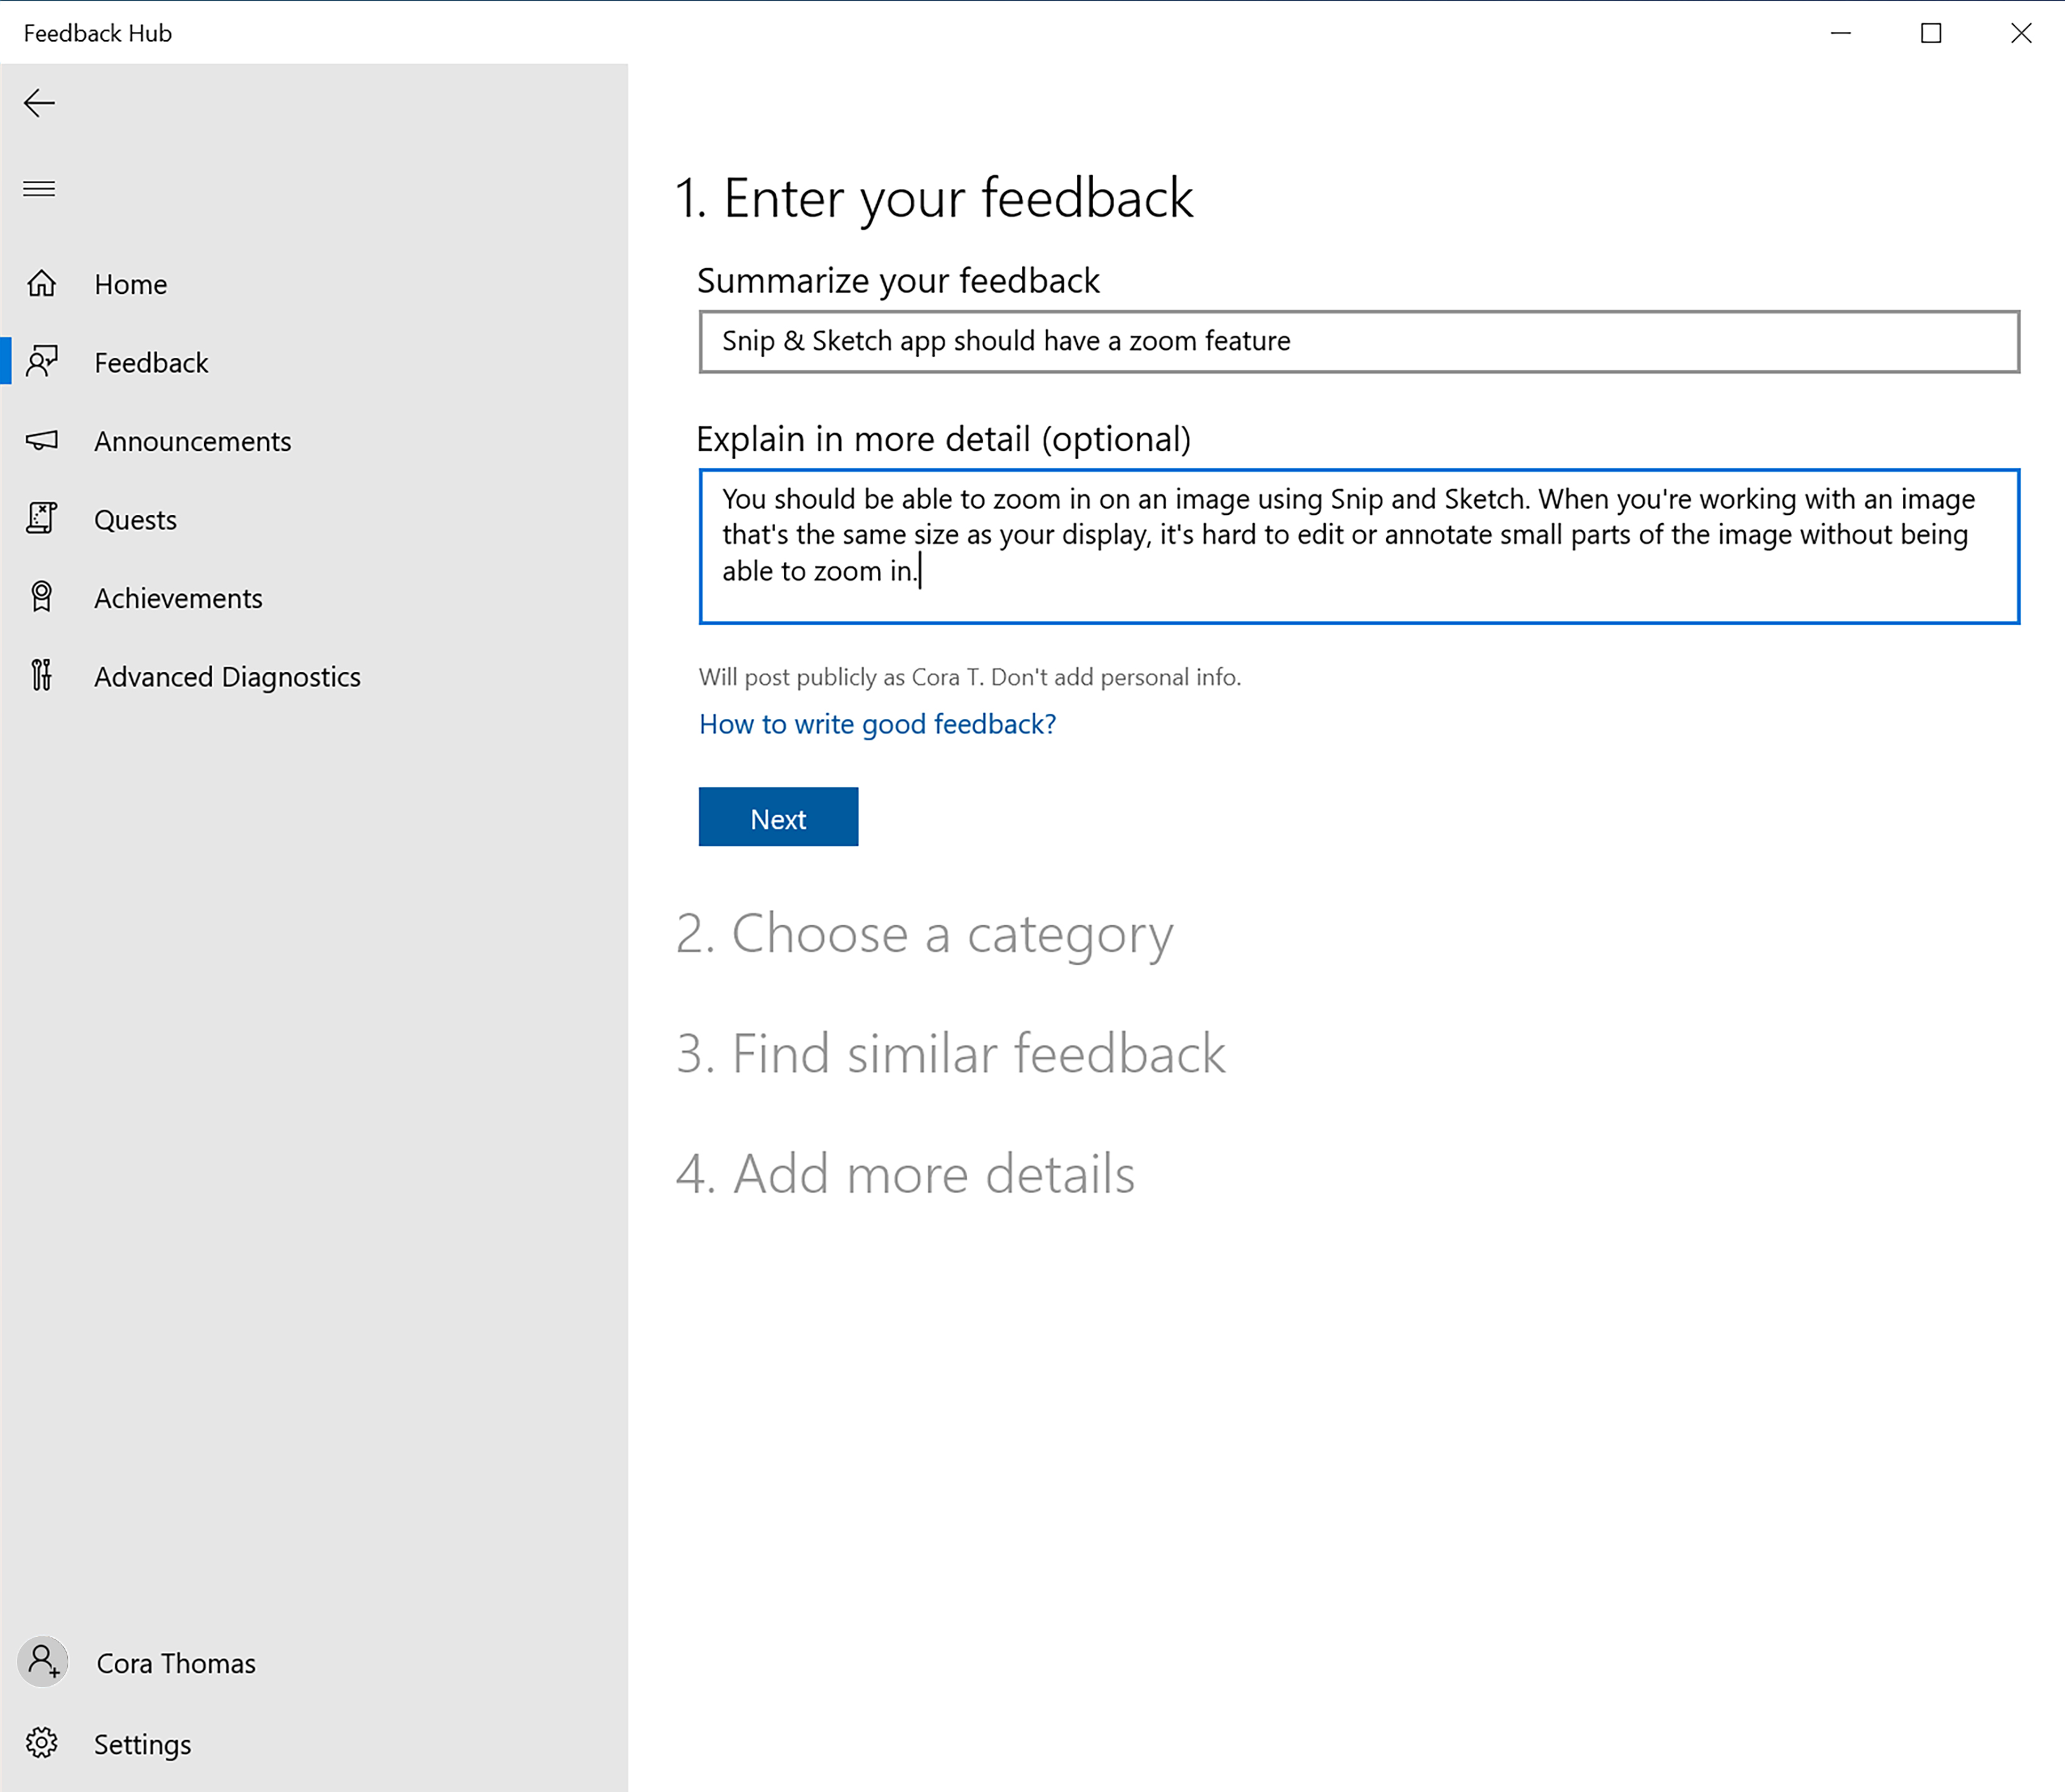 Feedback Hub
Home
Feedback
Announcements
Quests
Achievements
Advanced Diagnostics
Cora Thomas
Settings
1. Enter your feedback
Summarize your feedback
Snip & Sketch app should have a zoom feature
Explain in more detail (optional)
You should be able to zoom in on an image using Snip and Sketch. When you're working with an image
that's the same size as your display, it's hard to edit or annotate small parts of the image without being
able to zoom in.
Will post publicly as Cora T. Don't add personal info.
How to write good feedback?
Next
2. Choose a category
3. Find similar feedback
4. Add more details